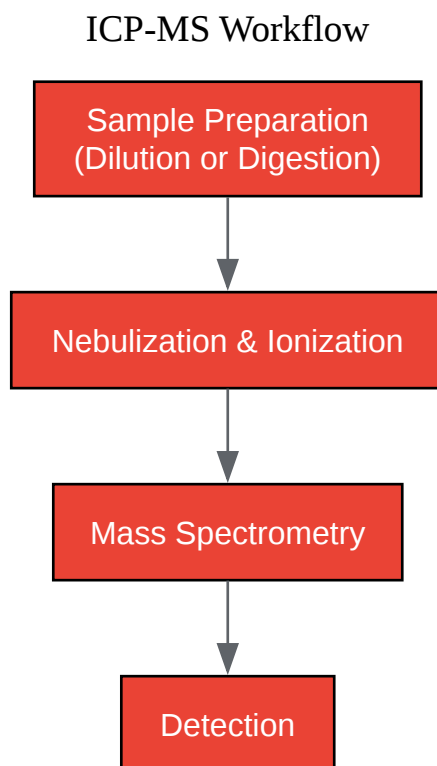 ICP-MS Workflow
Sample Preparation
(Dilution or Digestion)
Nebulization & Ionization
Mass Spectrometry
Detection